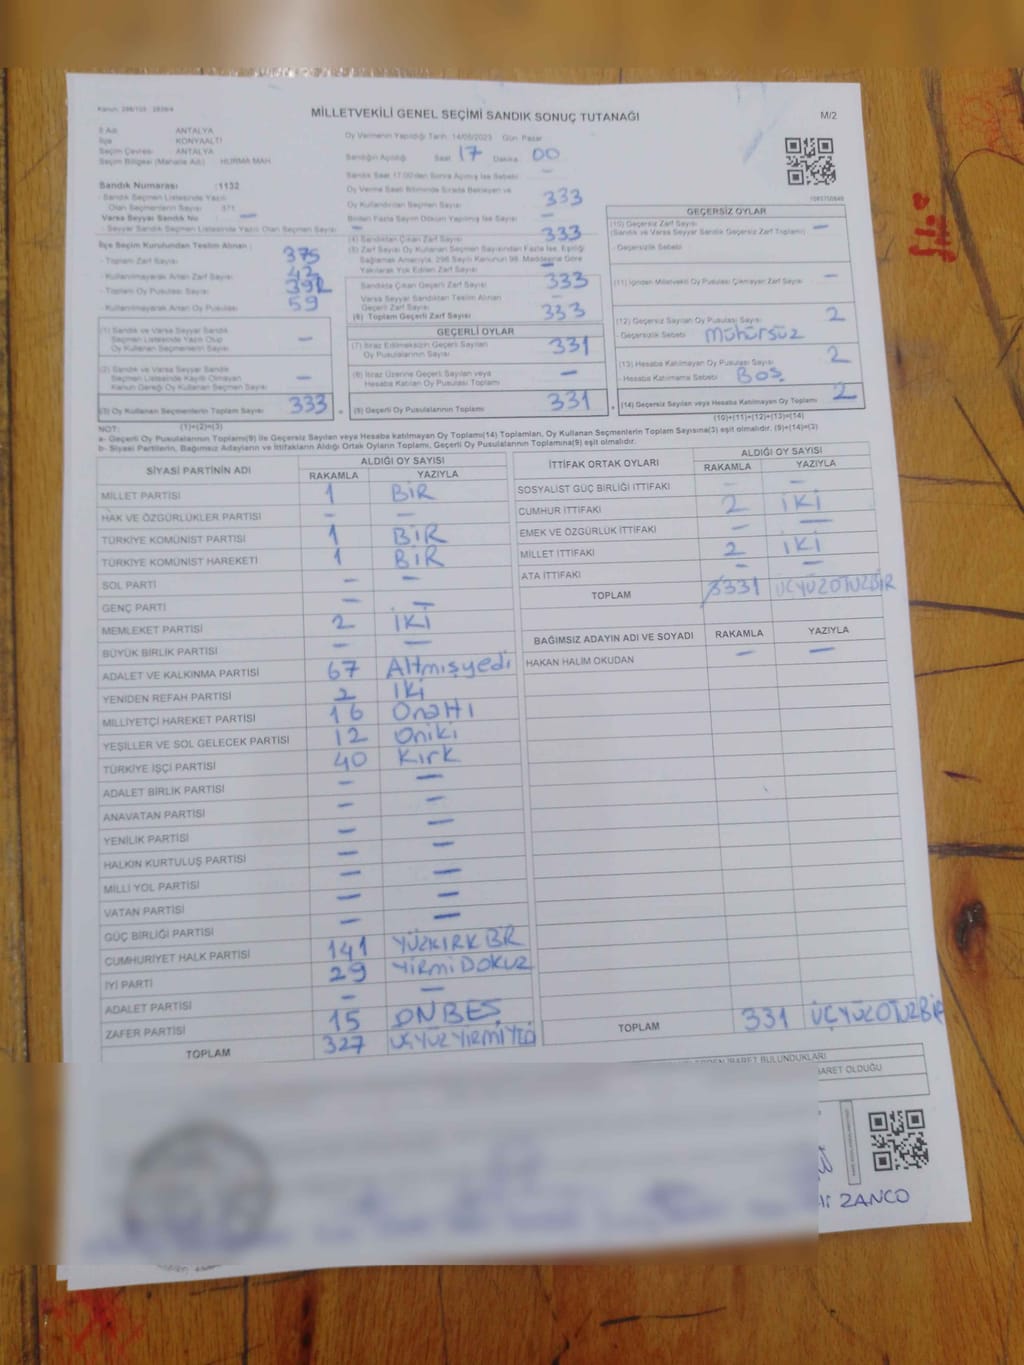 MİLLETVEKİLİ GENEL SEÇİMİ SANDIK SONUÇ TUTANAĞI
M/2
İl Adı ANTALYA
İlçe KONYAALTI
Seçim Çevresi ANTALYA
Seçim Bölgesi (Mahalle Adı) HURMA MAH
Sandık Numarası :1132
Sandık Seçmen Listesinde Yazılı
Olan Seçmenlerin Sayısı 371
Varsa Seyyar Sandık No —
Seyyar Sandık Seçmen Listesinde Yazılı Olan Seçmen Sayısı —
İlçe Seçim Kurulundan Teslim Alınan :
- Toplam Zarf Sayısı 375
- Kullanılmayarak Artan Zarf Sayısı 42
- Toplam Oy Pusulası Sayısı 392
- Kullanılmayarak Artan Oy Pusulası 59
(1) Sandık ve Varsa Seyyar Sandık
Seçmen Listesinde Yazılı Olup
Oy Kullanan Seçmenlerin Sayısı —
(2) Sandık ve Varsa Seyyar Sandık
Seçmen Listesinde Kayıtlı Olmayan
Kanun Gereği Oy Kullanan Seçmen Sayısı —
(3) Oy Kullanan Seçmenlerin Toplam Sayısı 333
(1)+(2)=(3)
Oy Vermenin Yapıldığı Tarih: 14/05/2023 Gün: Pazar
Sandığın Açıldığı Saat 17 Dakika 00
Sandık Saat 17:00'den Sonra Açılmış İse Sebebi —
Oy Verme Saati Bitiminde Sırada Bekleyen ve
Oy Kullandırılan Seçmen Sayısı 333
Birden Fazla Sayım Döküm Yapılmış İse Sayısı —
(4) Sandıktan Çıkan Zarf Sayısı 333
(5) Zarf Sayısı Oy Kullanan Seçmen Sayısından Fazla İse, Eşitliği
Sağlamak Amacıyla, 298 Sayılı Kanunun 98. Maddesine Göre
Yakılarak Yok Edilen Zarf Sayısı —
Sandıkta Çıkan Geçerli Zarf Sayısı 333
Varsa Seyyar Sandıktan Teslim Alınan
Geçerli Zarf Sayısı —
(6) Toplam Geçerli Zarf Sayısı 333
GEÇERLİ OYLAR
(7) İtiraz Edilmeksizin Geçerli Sayılan
Oy Pusulalarının Sayısı 331
(8) İtiraz Üzerine Geçerli Sayılan veya
Hesaba Katılan Oy Pusulası Toplamı —
(9) Geçerli Oy Pusulalarının Toplamı 331
GEÇERSİZ OYLAR
(10) Geçersiz Zarf Sayısı
(Sandık ve Varsa Seyyar Sandık Geçersiz Zarf Toplamı) —
- Geçersizlik Sebebi
(11) İçinden Milletvekili Oy Pusulası Çıkmayan Zarf Sayısı —
(12) Geçersiz Sayılan Oy Pusulası Sayısı 2
- Geçersizlik Sebebi Mühürsüz
(13) Hesaba Katılmayan Oy Pusulası Sayısı 2
- Hesaba Katılmama Sebebi Boş
(14) Geçersiz Sayılan veya Hesaba Katılmayan Oy Toplamı 2
(10)+(11)+(12)+(13)=(14)
NOT:
a- Geçerli Oy Pusulalarının Toplamı(9) ile Geçersiz Sayılan veya Hesaba katılmayan Oy Toplamı(14) Toplamları, Oy Kullanan Seçmenlerin Toplam Sayısına(3) eşit olmalıdır. (9)+(14)=(3)
b- Siyasi Partilerin, Bağımsız Adayların ve İttifakların Aldığı Oyların Toplamı, Geçerli Oy Pusulalarının Toplamına(9) eşit olmalıdır.
SİYASİ PARTİNİN ADI ALDIĞI OY SAYISI
RAKAMLA YAZIYLA
MİLLET PARTİSİ 1 BİR
HAK VE ÖZGÜRLÜKLER PARTİSİ — —
TÜRKİYE KOMÜNİST PARTİSİ 1 BİR
TÜRKİYE KOMÜNİST HAREKETİ 1 BİR
SOL PARTİ — —
GENÇ PARTİ — —
MEMLEKET PARTİSİ 2 İKİ
BÜYÜK BİRLİK PARTİSİ — —
ADALET VE KALKINMA PARTİSİ 67 Altmışyedi
YENİDEN REFAH PARTİSİ 2 İki
MİLLİYETÇİ HAREKET PARTİSİ 16 Onaltı
YEŞİLLER VE SOL GELECEK PARTİSİ 12 Oniki
TÜRKİYE İŞÇİ PARTİSİ 40 Kırk
ADALET BİRLİK PARTİSİ — —
ANAVATAN PARTİSİ — —
YENİLİK PARTİSİ — —
HALKIN KURTULUŞ PARTİSİ — —
MİLLİ YOL PARTİSİ — —
VATAN PARTİSİ — —
GÜÇ BİRLİĞİ PARTİSİ — —
CUMHURİYET HALK PARTİSİ 141 YÜZKIRK BR
İYİ PARTİ 29 YİRMİ DOKUZ
ADALET PARTİSİ — —
ZAFER PARTİSİ 15 ONBEŞ
TOPLAM 327 ÜÇYÜZ YİRMİ YEDİ
İTTİFAK ORTAK OYLARI ALDIĞI OY SAYISI
RAKAMLA YAZIYLA
SOSYALİST GÜÇ BİRLİĞİ İTTİFAKI — —
CUMHUR İTTİFAKI 2 İKİ
EMEK VE ÖZGÜRLÜK İTTİFAKI — —
MİLLET İTTİFAKI 2 İKİ
ATA İTTİFAKI — —
TOPLAM 331 ÜÇYÜZOTUZBİR
BAĞIMSIZ ADAYIN ADI VE SOYADI RAKAMLA YAZIYLA
HAKAN HALİM OKUDAN — —
TOPLAM 331 ÜÇYÜZOTUZBİR
İBARET BULUNDUKLARI
BARET OLDUĞU
ZANCO